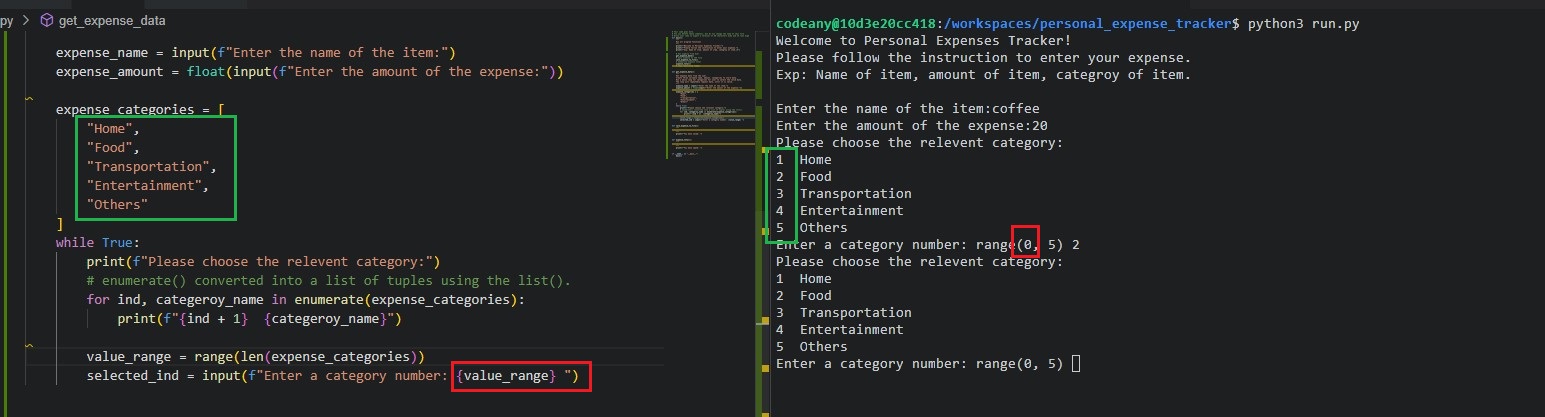 py > get_expense_data
expense_name = input(f"Enter the name of the item:")
expense_amount = float(input(f"Enter the amount of the expense:"))
expense_categories = [
"Home",
"Food",
"Transportation",
"Entertainment",
"Others"
]
while True:
print(f"Please choose the relevent category:")
# enumerate() converted into a list of tuples using the list().
for ind, categeroy_name in enumerate(expense_categories):
print(f"{ind + 1}  {categeroy_name}")
value_range = range(len(expense_categories))
selected_ind = input(f"Enter a category number: {value_range} ")
codeany@10d3e20cc418:/workspaces/personal_expense_tracker$ python3 run.py
Welcome to Personal Expenses Tracker!
Please follow the instruction to enter your expense.
Exp: Name of item, amount of item, categroy of item.
Enter the name of the item:coffee
Enter the amount of the expense:20
Please choose the relevent category:
1  Home
2  Food
3  Transportation
4  Entertainment
5  Others
Enter a category number: range(0, 5) 2
Please choose the relevent category:
1  Home
2  Food
3  Transportation
4  Entertainment
5  Others
Enter a category number: range(0, 5)